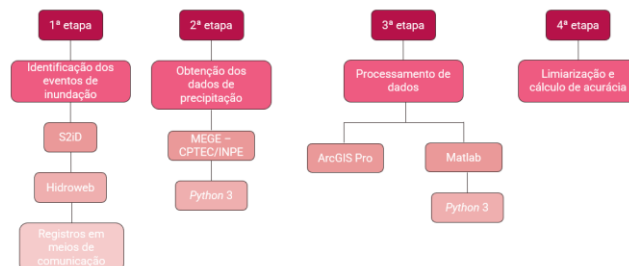 1ª etapa
Identificação dos
eventos de
inundação
S2iD
Hidroweb
Registros em
meios de
comunicação
2ª etapa
Obtenção dos
dados de
precipitação
MEGE –
CPTEC/INPE
Python 3
3ª etapa
Processamento de
dados
ArcGIS Pro
Matlab
Python 3
4ª etapa
Limiarização e
cálculo de acurácia